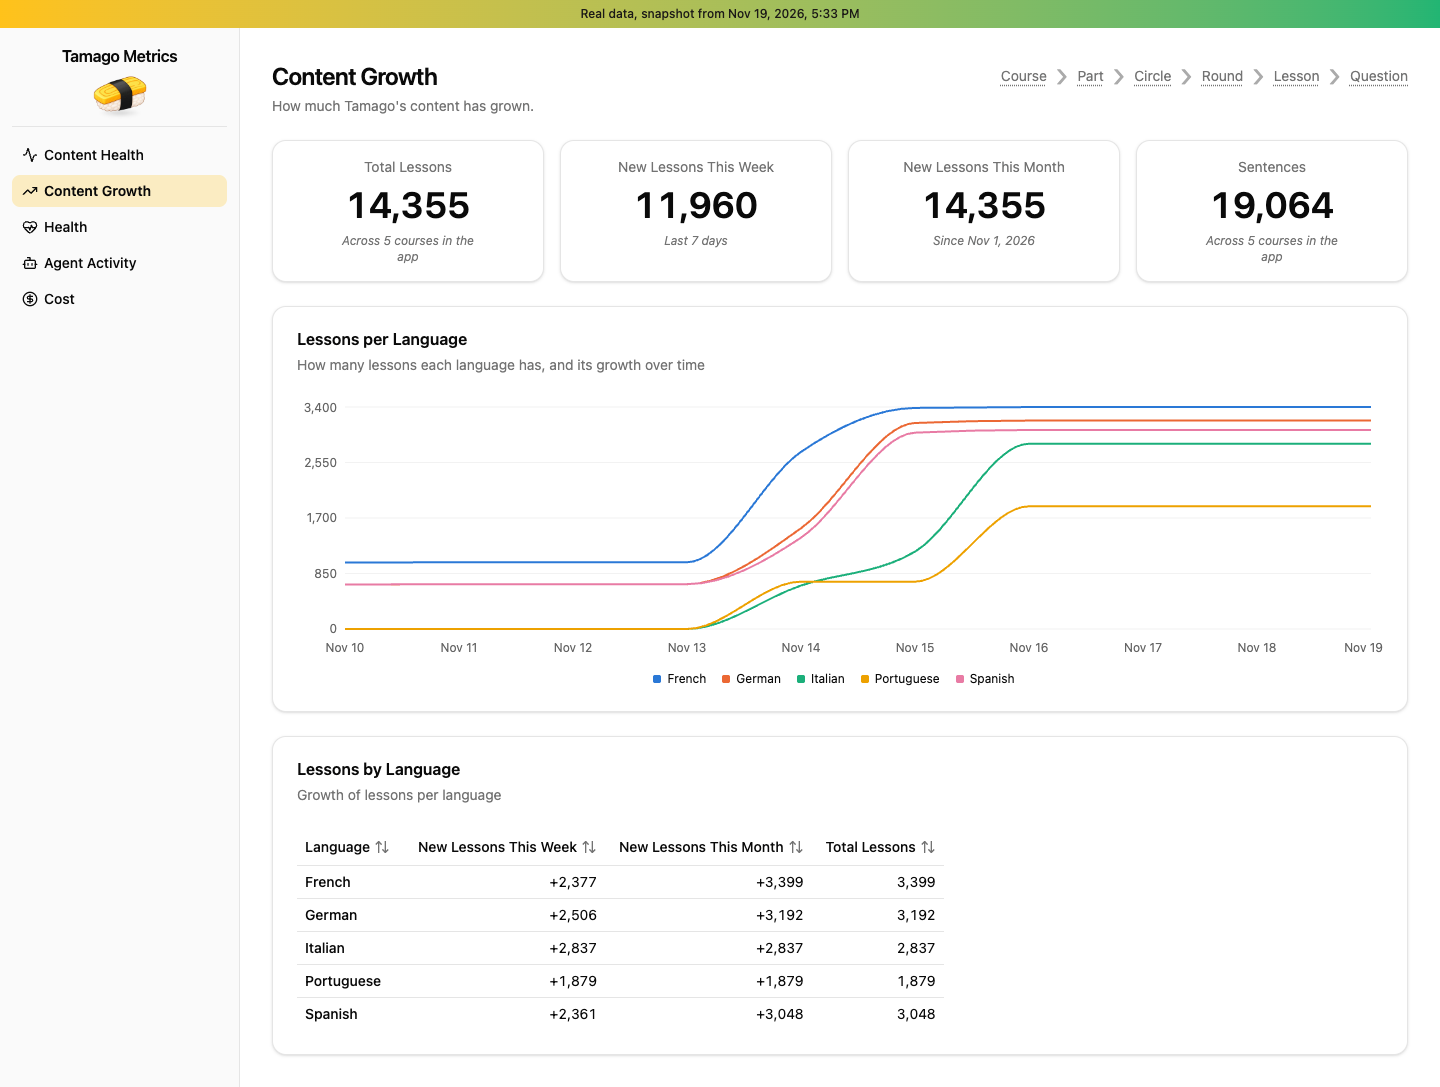 Real data, snapshot from Nov 19, 2026, 5:33 PM
Tamago Metrics
Content Health
Content Growth
Health
Agent Activity
Cost
Content Growth
How much Tamago's content has grown.
Course Part Circle Round Lesson Question
Total Lessons
14,355
Across 5 courses in the
app
New Lessons This Week
11,960
Last 7 days
New Lessons This Month
14,355
Since Nov 1, 2026
Sentences
19,064
Across 5 courses in the
app
Lessons per Language
How many lessons each language has, and its growth over time
3,400
2,550
1,700
850
0
Nov 10 Nov 11 Nov 12 Nov 13 Nov 14 Nov 15 Nov 16 Nov 17 Nov 18 Nov 19
French German Italian Portuguese Spanish
Lessons by Language
Growth of lessons per language
Language New Lessons This Week New Lessons This Month Total Lessons
French +2,377 +3,399 3,399
German +2,506 +3,192 3,192
Italian +2,837 +2,837 2,837
Portuguese +1,879 +1,879 1,879
Spanish +2,361 +3,048 3,048